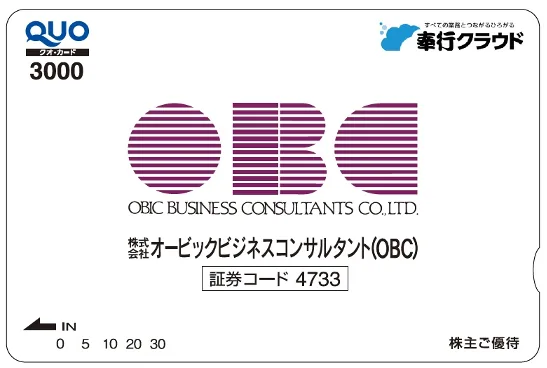 QUO
クオ・カード
3000
すべての業務とつながるひろがる
奉行クラウド
OBC
OBIC BUSINESS CONSULTANTS CO.,LTD.
株式会社オービックビジネスコンサルタント(OBC)
証券コード 4733
IN
0 5 10 20 30
株主ご優待